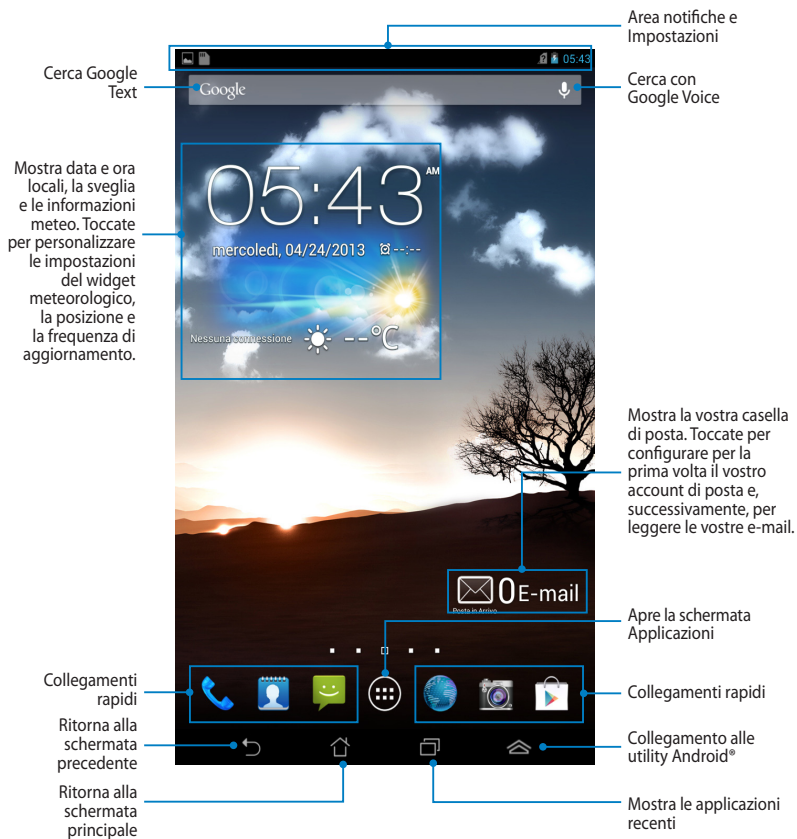 Area notifiche e
Impostazioni
05:43
Cerca Google
Text
Google
Cerca con
Google Voice
Mostra data e ora
locali, la sveglia
e le informazioni
meteo. Toccate
per personalizzare
le impostazioni
del widget
meteorologico,
la posizione e
la frequenza di
aggiornamento.
05:43 AM
mercoledì, 04/24/2013 --:--
Nessuna connessione --°C
Mostra la vostra casella
di posta. Toccate per
configurare per la
prima volta il vostro
account di posta e,
successivamente, per
leggere le vostre e-mail.
0 E-mail
Posta in Arrivo
Apre la schermata
Applicazioni
Collegamenti
rapidi
Collegamenti rapidi
Ritorna alla
schermata
precedente
Collegamento alle
utility Android®
Ritorna alla
schermata
principale
Mostra le applicazioni
recenti